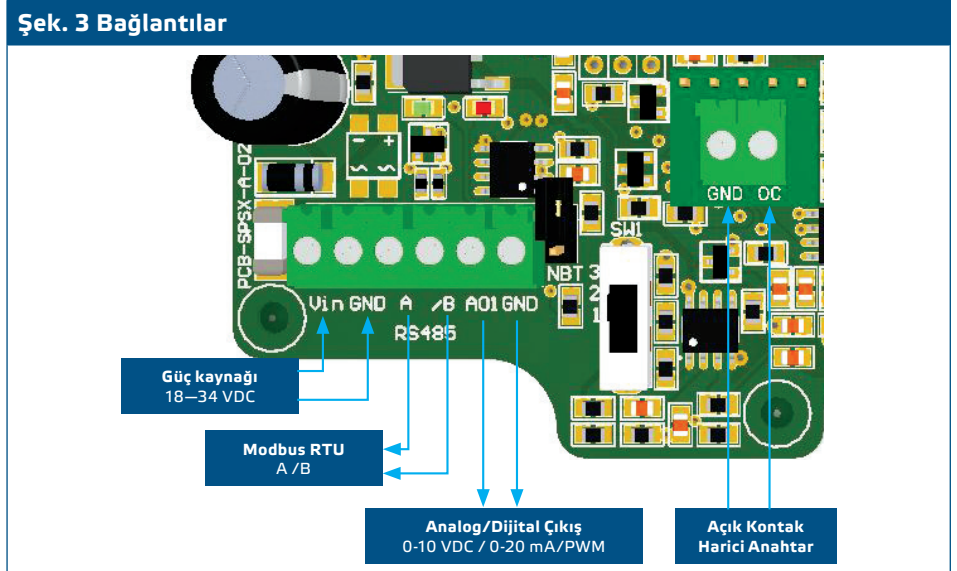 Şek. 3 Bağlantılar
GND OC
PCB-SPSX-A-02
- +
SW1
NBT 3
2
1
Vin GND A /B AO1 GND
RS485
Güç kaynağı
18—34 VDC
Modbus RTU
A /B
Analog/Dijital Çıkış
0-10 VDC / 0-20 mA/PWM
Açık Kontak
Harici Anahtar